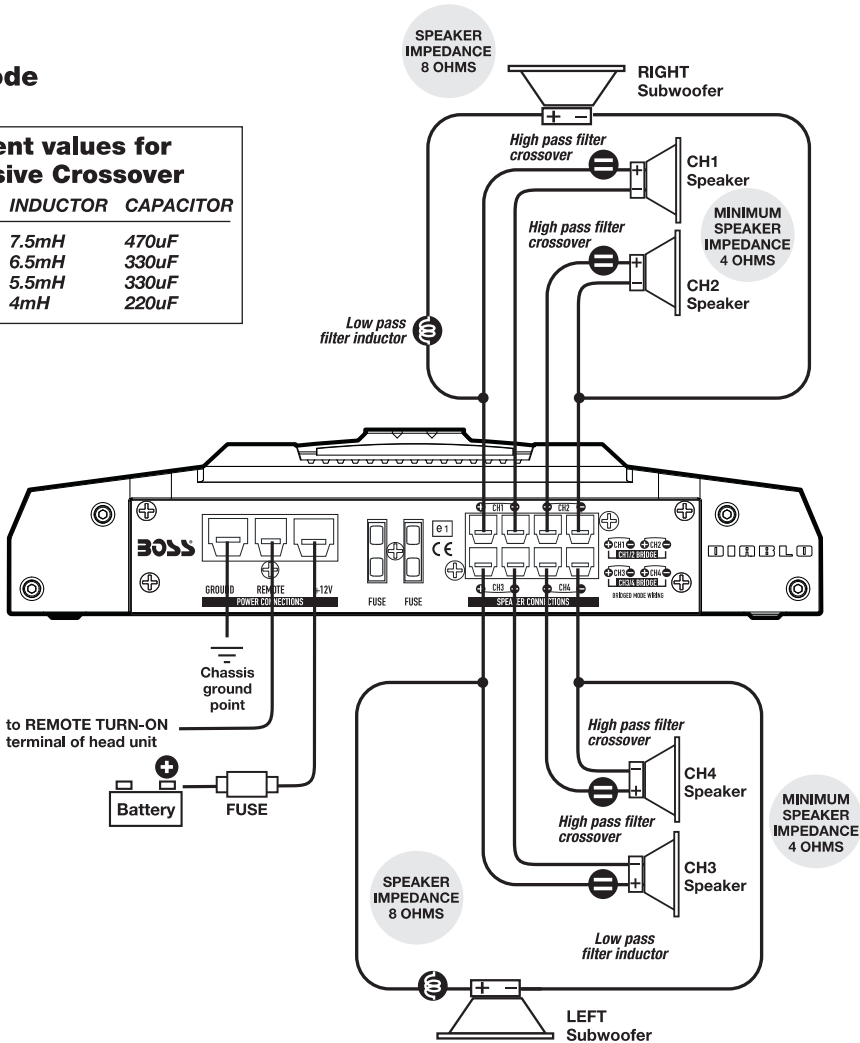 SPEAKER
IMPEDANCE
8 OHMS
RIGHT
Subwoofer
+ −
High pass filter
crossover
CH1
Speaker
+
−
MINIMUM
SPEAKER
IMPEDANCE
4 OHMS
High pass filter
crossover
+
−
CH2
Speaker
Low pass
filter inductor
ode
ent values for
sive Crossover
INDUCTOR CAPACITOR
7.5mH 470uF
6.5mH 330uF
5.5mH 330uF
4mH 220uF
BOSS
GROUND REMOTE +12V
POWER CONNECTIONS
FUSE FUSE
e1
CE
CH1 CH2
CH3 CH4
SPEAKER CONNECTIONS
CH1 CH2
CH1/2 BRIDGE
CH3 CH4
CH3/4 BRIDGE
BRIDGED MODE WIRING
DIABLO
Chassis
ground
point
to REMOTE TURN-ON
terminal of head unit
+
Battery
FUSE
High pass filter
crossover
−
+
CH4
Speaker
High pass filter
crossover
MINIMUM
SPEAKER
IMPEDANCE
4 OHMS
−
+
CH3
Speaker
SPEAKER
IMPEDANCE
8 OHMS
Low pass
filter inductor
+ −
LEFT
Subwoofer